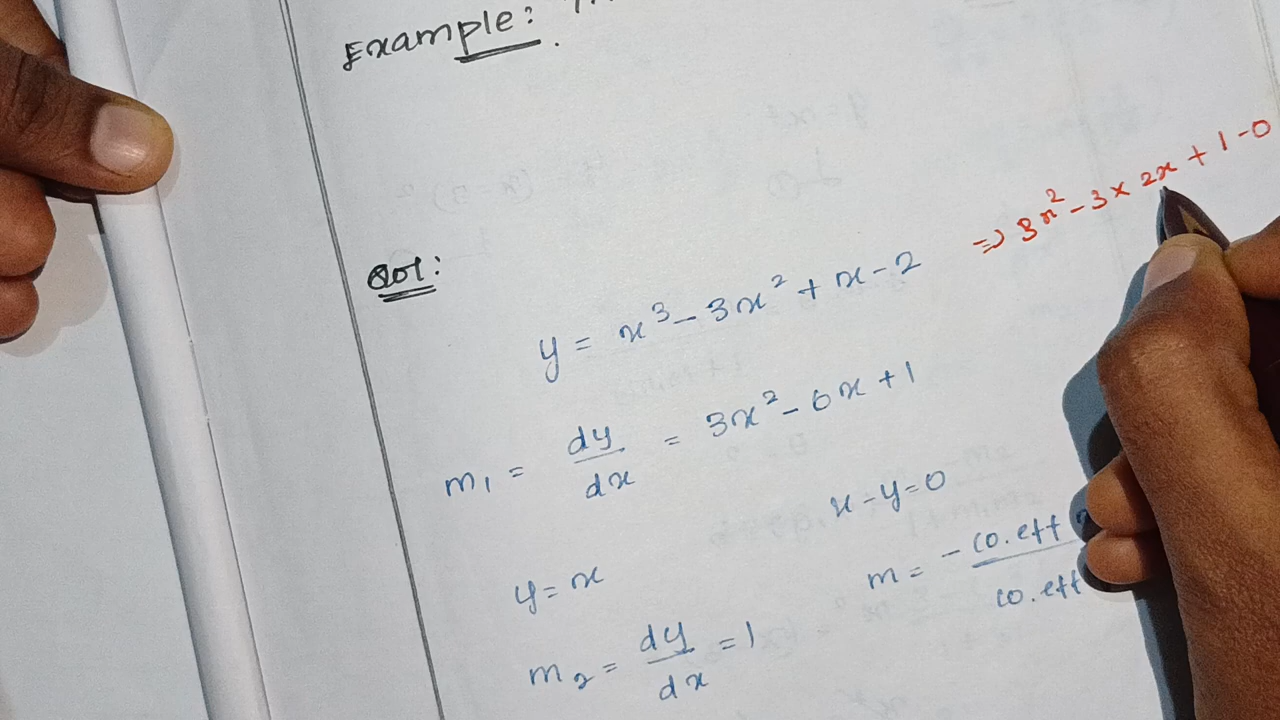 Example:
⇒ 3x² - 3 × 2x + 1 - 0
Sol:
y = x³ - 3x² + x - 2
m₁ = dy/dx = 3x² - 6x + 1
x - y = 0
y = x
m = - co.eff / co.eff
m₂ = dy/dx = 1